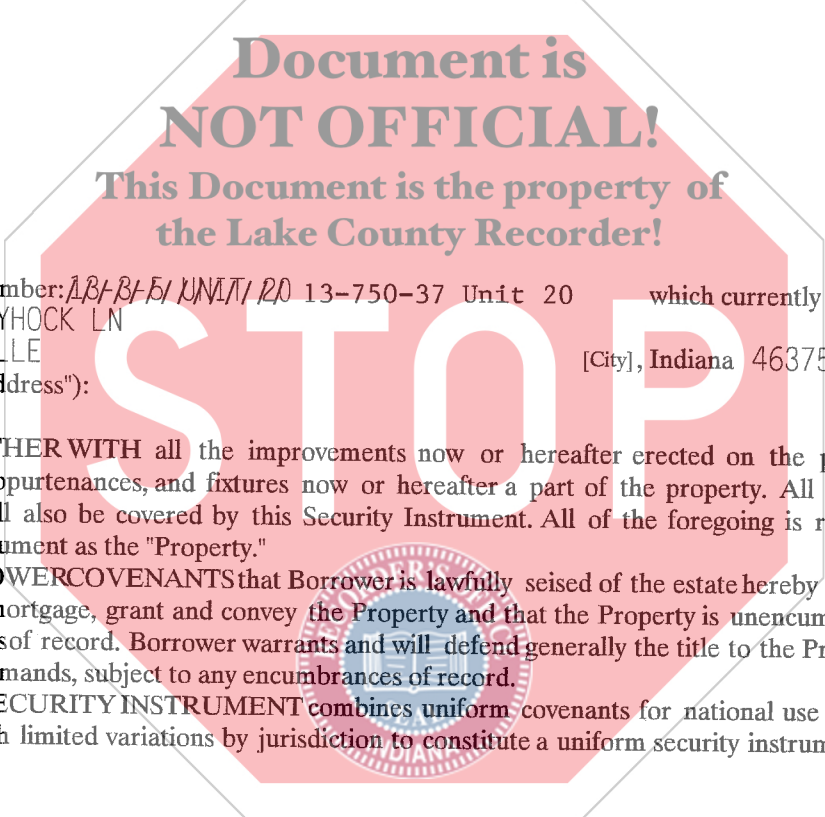 Document is
NOT OFFICIAL!
This Document is the property of
the Lake County Recorder!
mber: 13-750-37 Unit 20 which currently
YHOCK LN
LLE
[City], Indiana 46375
ddress"):
STOP
THER WITH all the improvements now or hereafter erected on the p
ppurtenances, and fixtures now or hereafter a part of the property. All
ll also be covered by this Security Instrument. All of the foregoing is r
ument as the "Property."
OWER COVENANTS that Borrower is lawfully seised of the estate hereby
mortgage, grant and convey the Property and that the Property is unencum
s of record. Borrower warrants and will defend generally the title to the Pr
mands, subject to any encumbrances of record.
ECURITY INSTRUMENT combines uniform covenants for national use
h limited variations by jurisdiction to constitute a uniform security instrum
SEAL
INDIANA